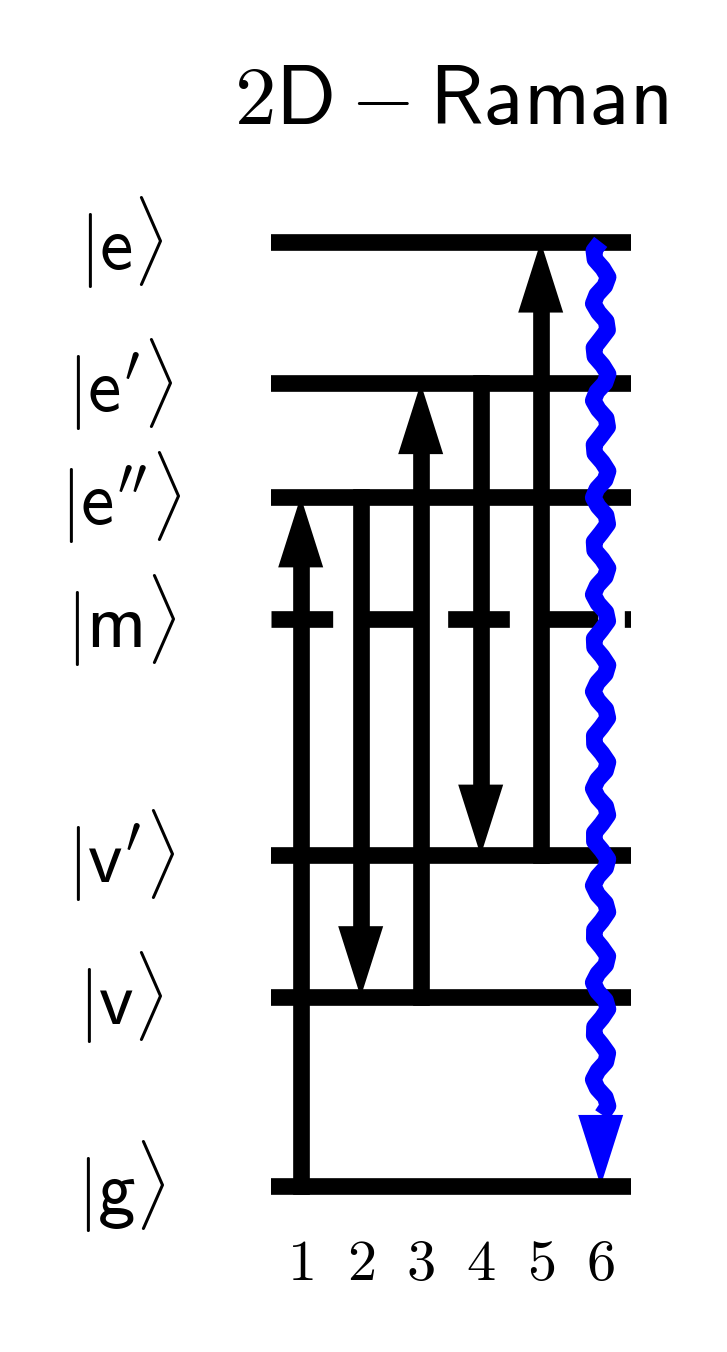 2D – Raman
|e⟩
|e′⟩
|e″⟩
|m⟩
|v′⟩
|v⟩
|g⟩
1 2 3 4 5 6